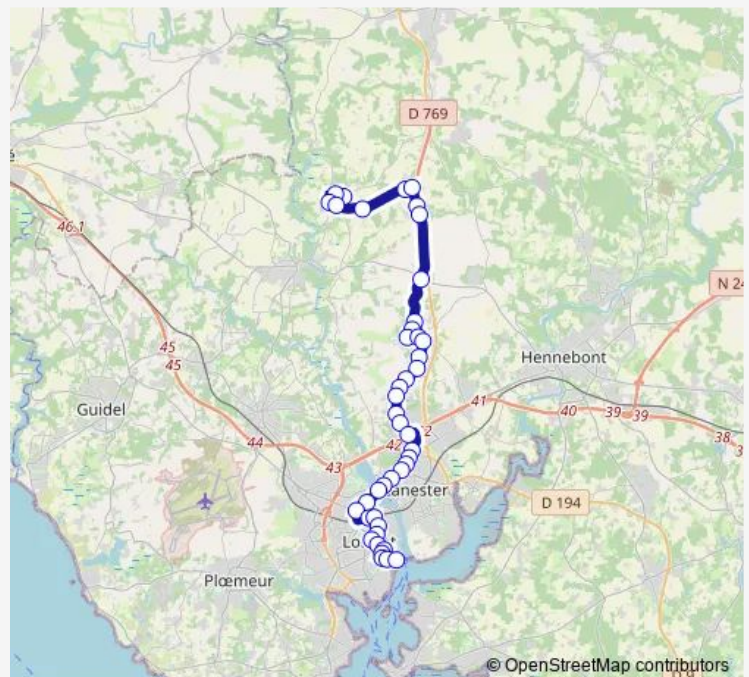 D 769
é
46.1
N 24
45
45
Hennebont
41
40
39
39
38
Guidel
44
42
2
43
anester
D 194
Lo t
Plœmeur
© OpenStreetMap contributors